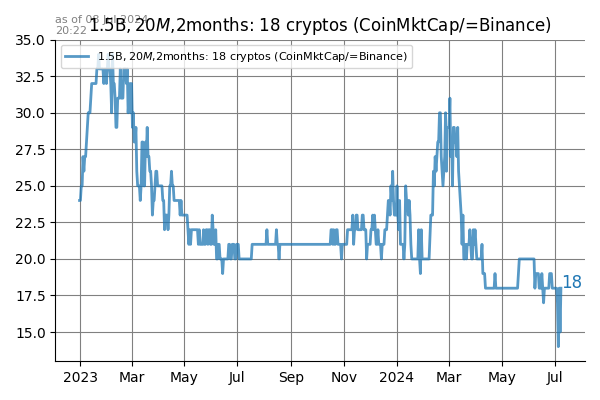 as of 08 Jul 2024
20:22
1.5B,20M,2months: 18 cryptos (CoinMktCap/=Binance)
1.5B,20M,2months: 18 cryptos (CoinMktCap/=Binance)
35.0
32.5
30.0
27.5
25.0
22.5
20.0
17.5
15.0
18
2023 Mar May Jul Sep Nov 2024 Mar May Jul